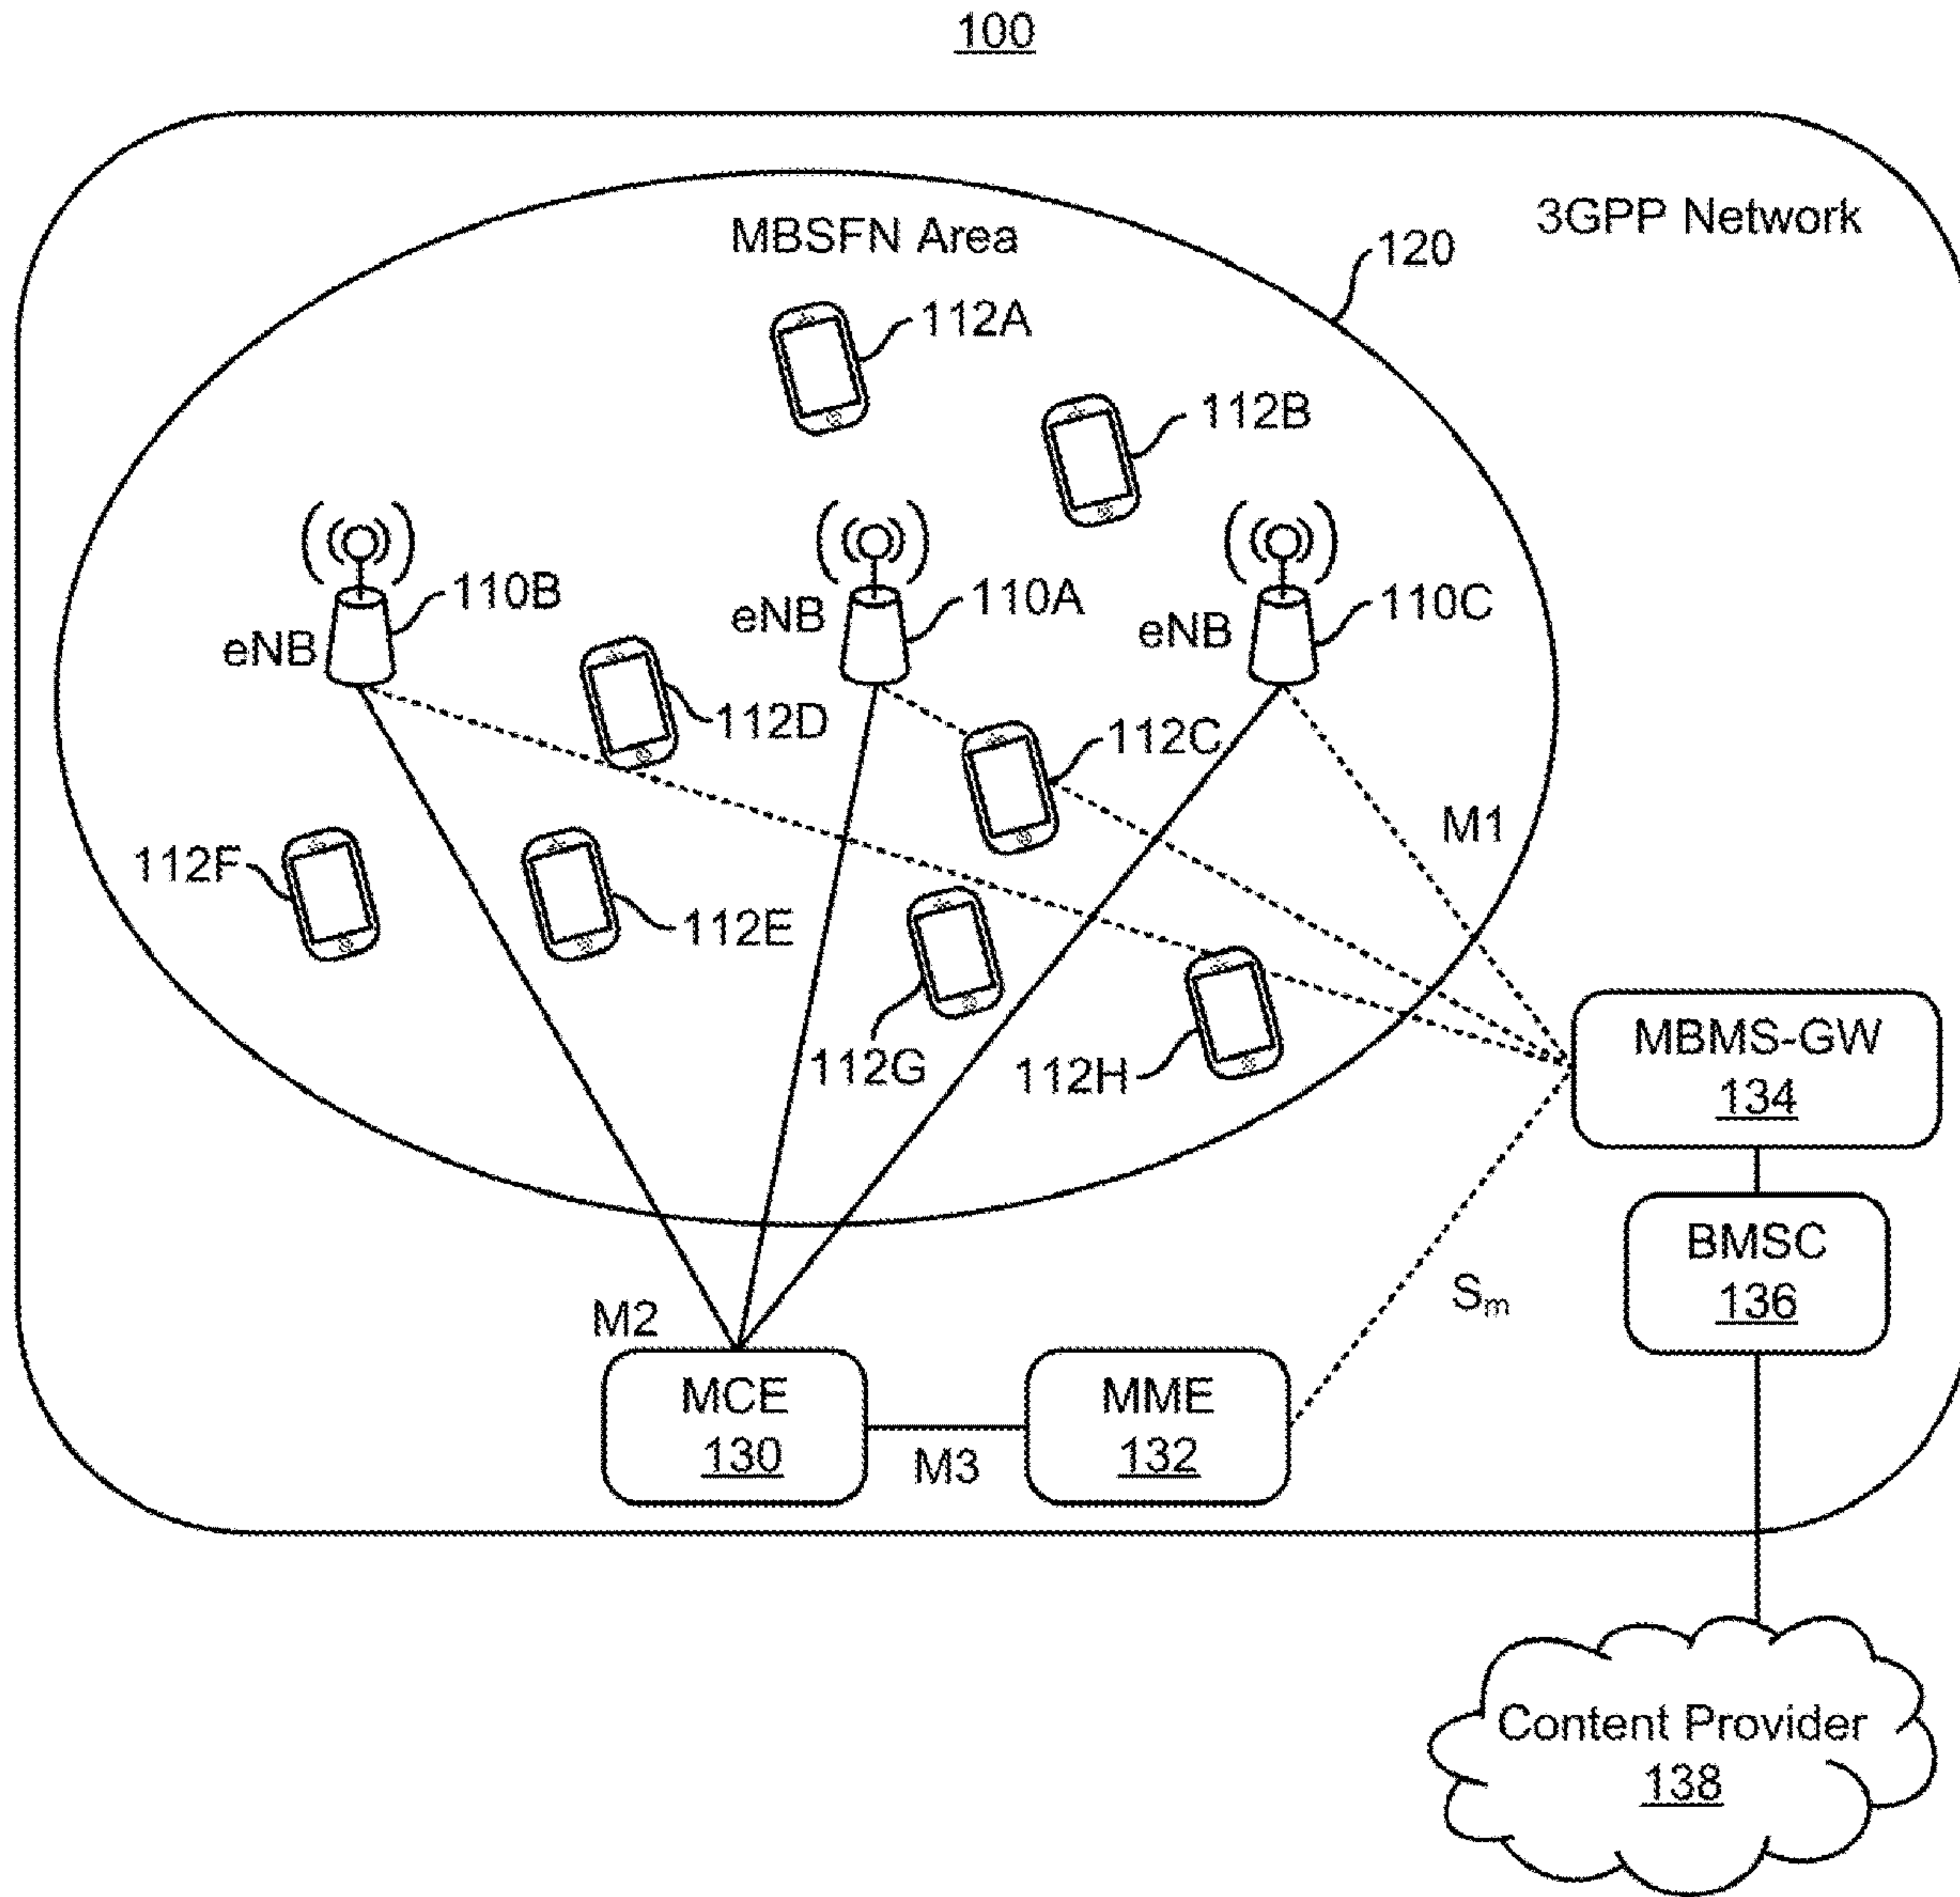 100
3GPP Network
MBSFN Area
120
112A
112B
110B
110A
110C
eNB
eNB
eNB
112D
112C
M1
112F
112E
112G
112H
MBMS-GW
134
BMSC
136
Sm
M2
MCE
130
M3
MME
132
Content Provider
138